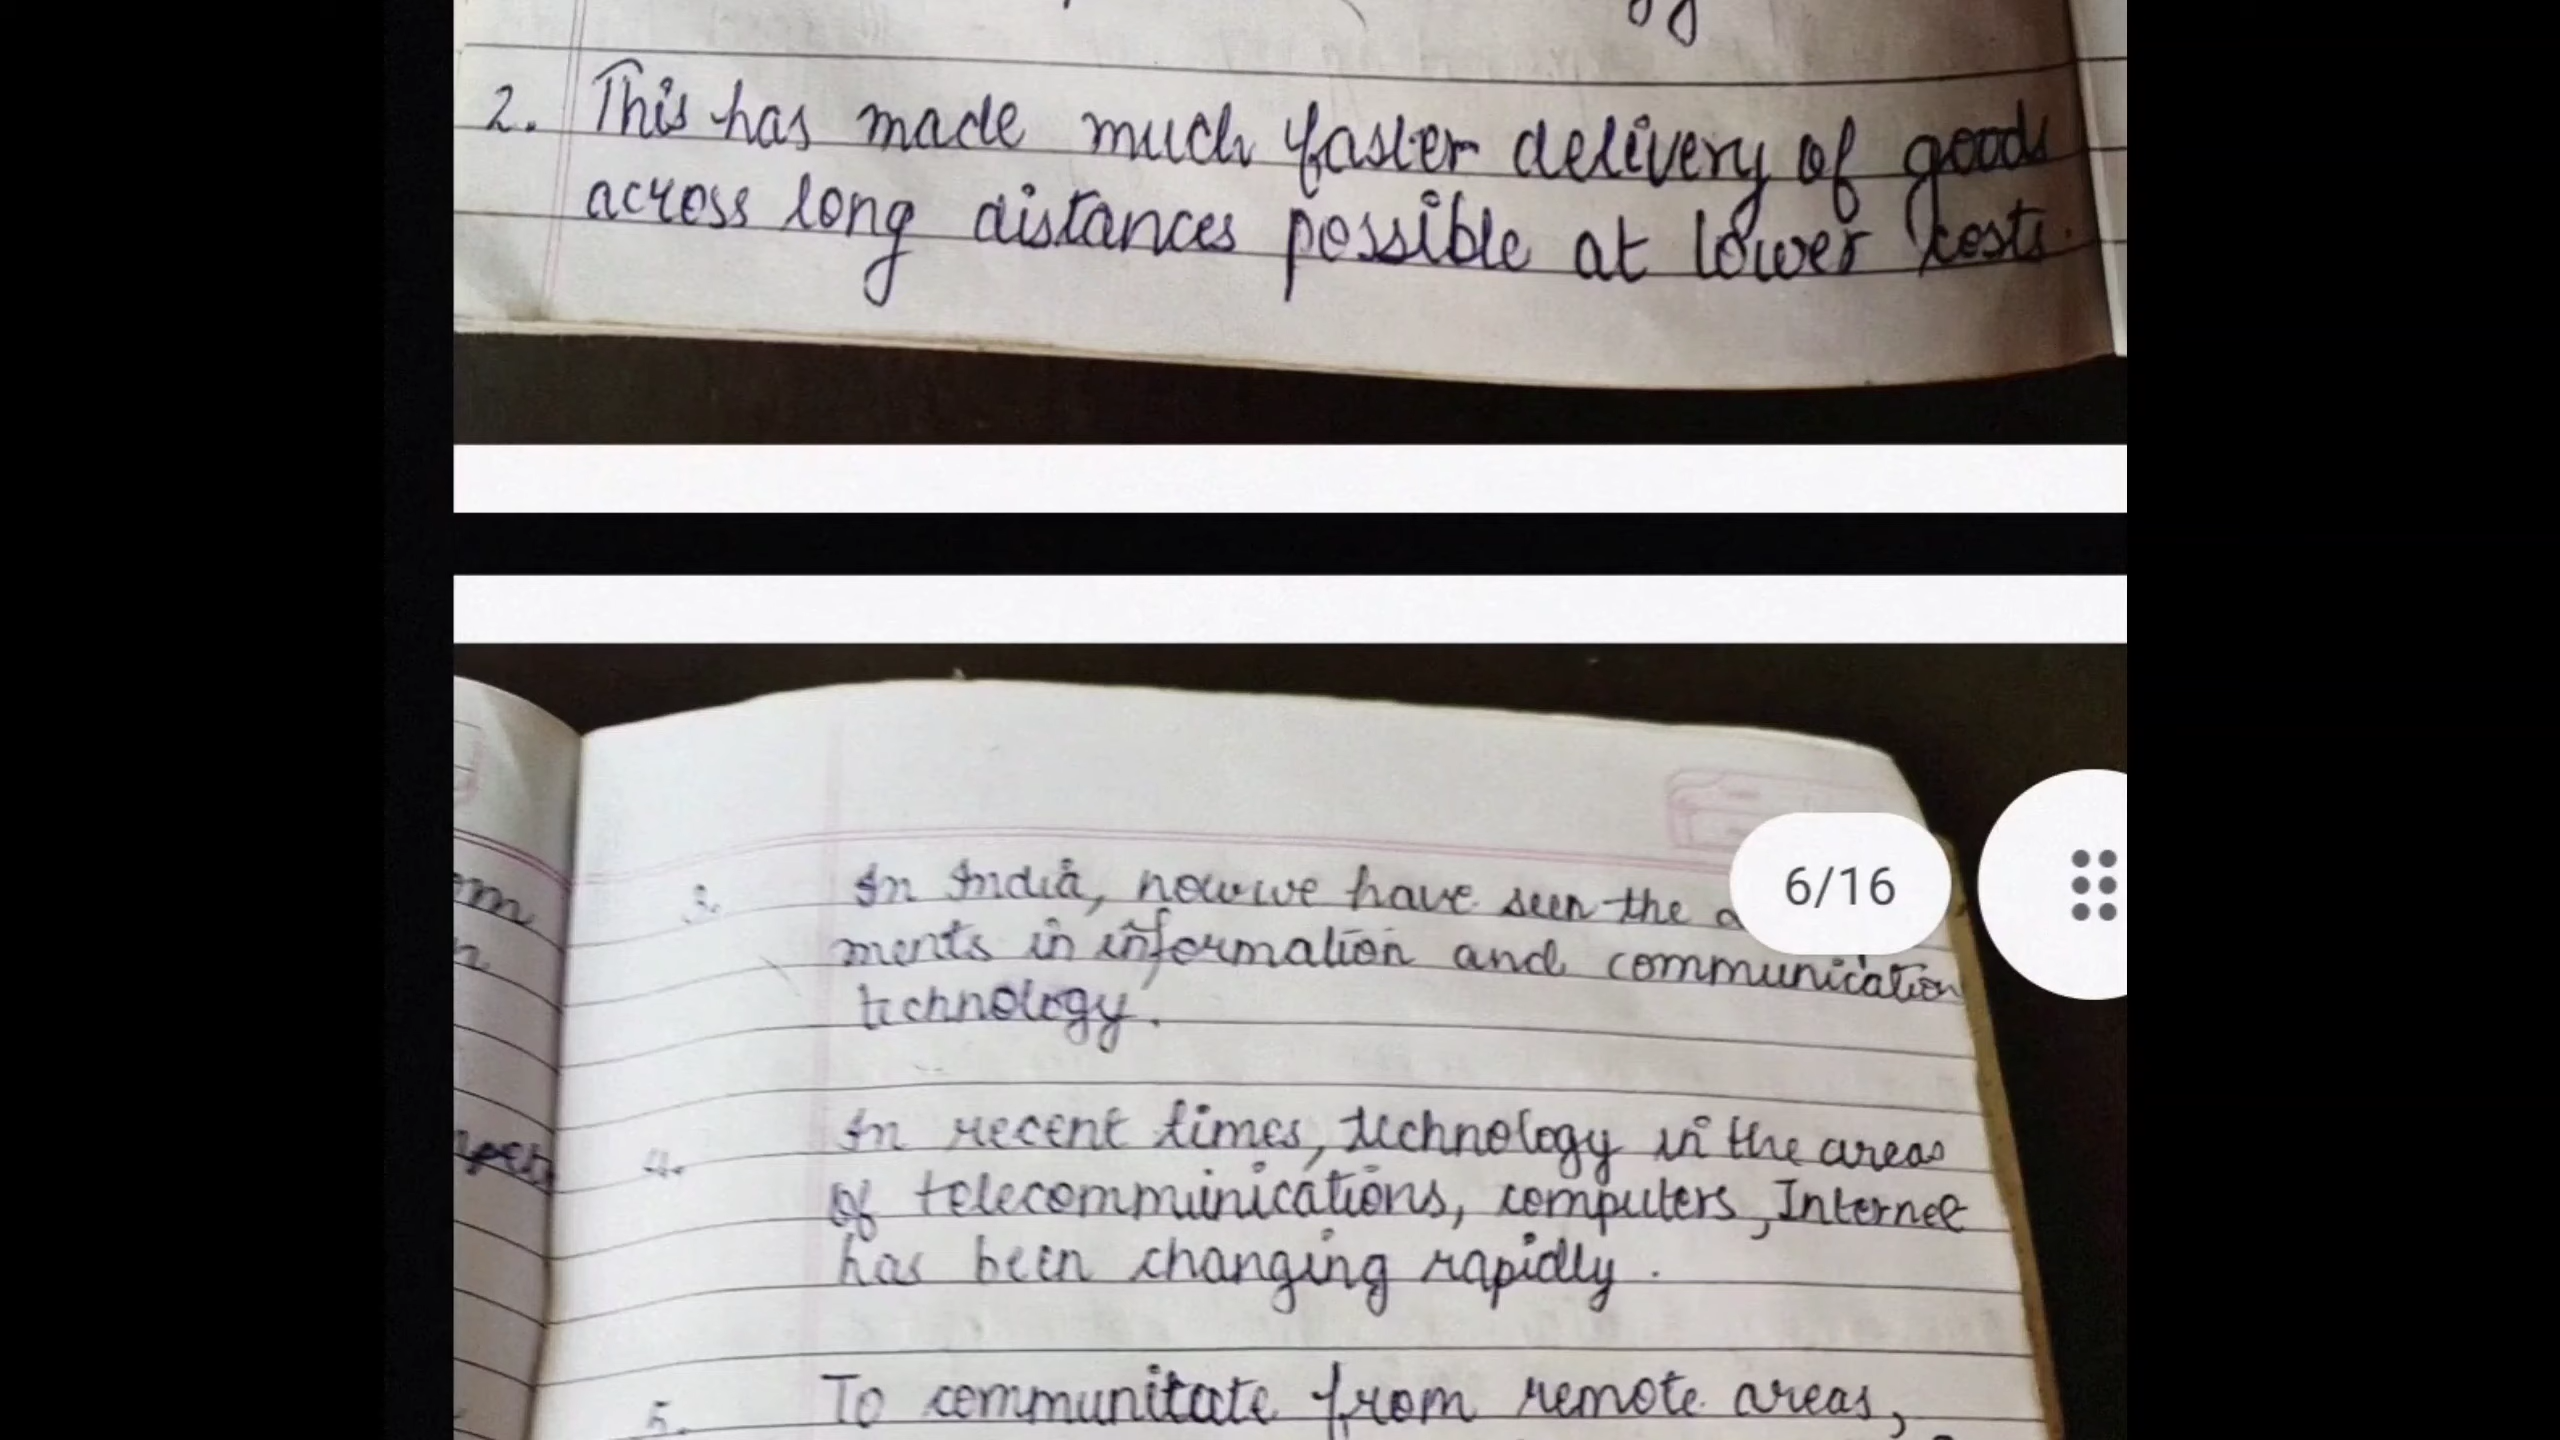 2. This has made much faster delivery of goods
across long distances possible at lower costs.
3. In India, now we have seen the
ments in information and communication
technology.
4. In recent times, technology in the areas
of telecommunications, computers, Internet
has been changing rapidly.
5. To communitate from remote areas,
6/16